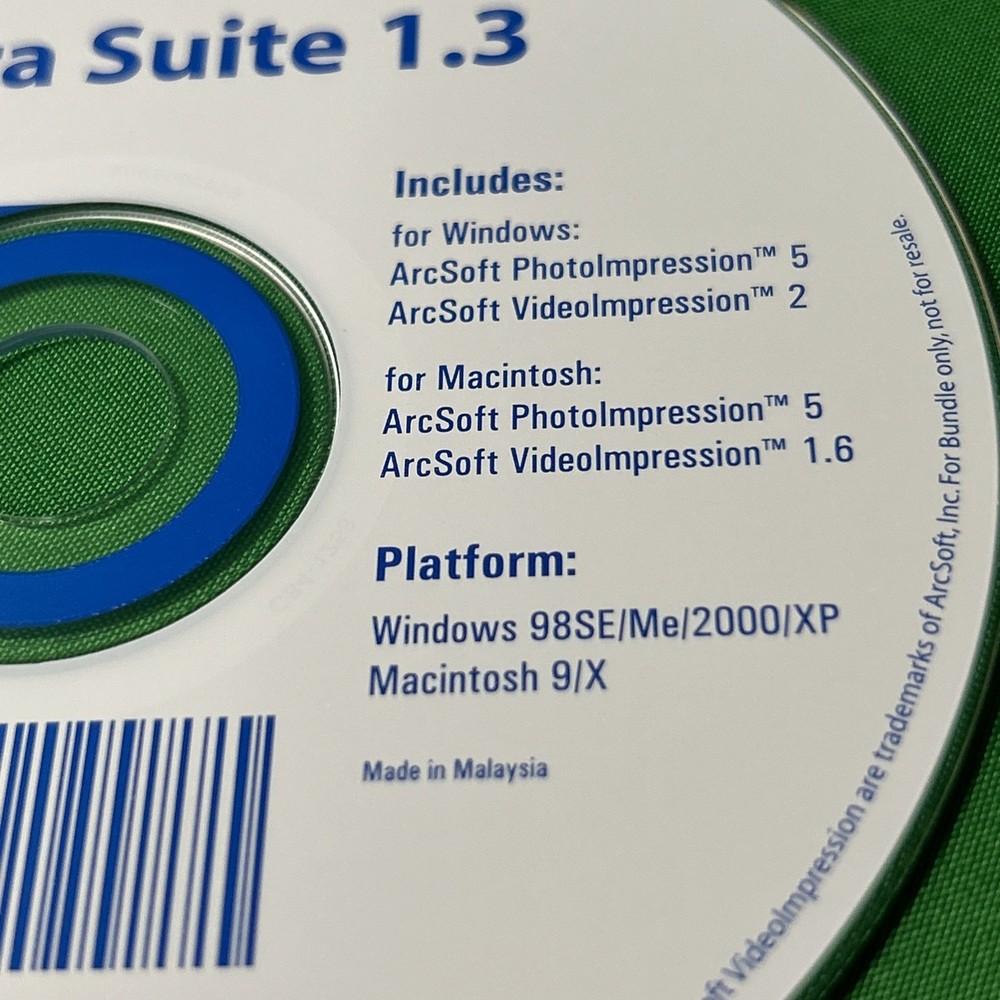 ra Suite 1.3
Includes:
for Windows:
ArcSoft PhotoImpression™ 5
ArcSoft VideoImpression™ 2
for Macintosh:
ArcSoft PhotoImpression™ 5
ArcSoft VideoImpression™ 1.6
Platform:
Windows 98SE/Me/2000/XP
Macintosh 9/X
Made in Malaysia
ft VideoImpression are trademarks of ArcSoft, Inc. For Bundle only, not for resale.